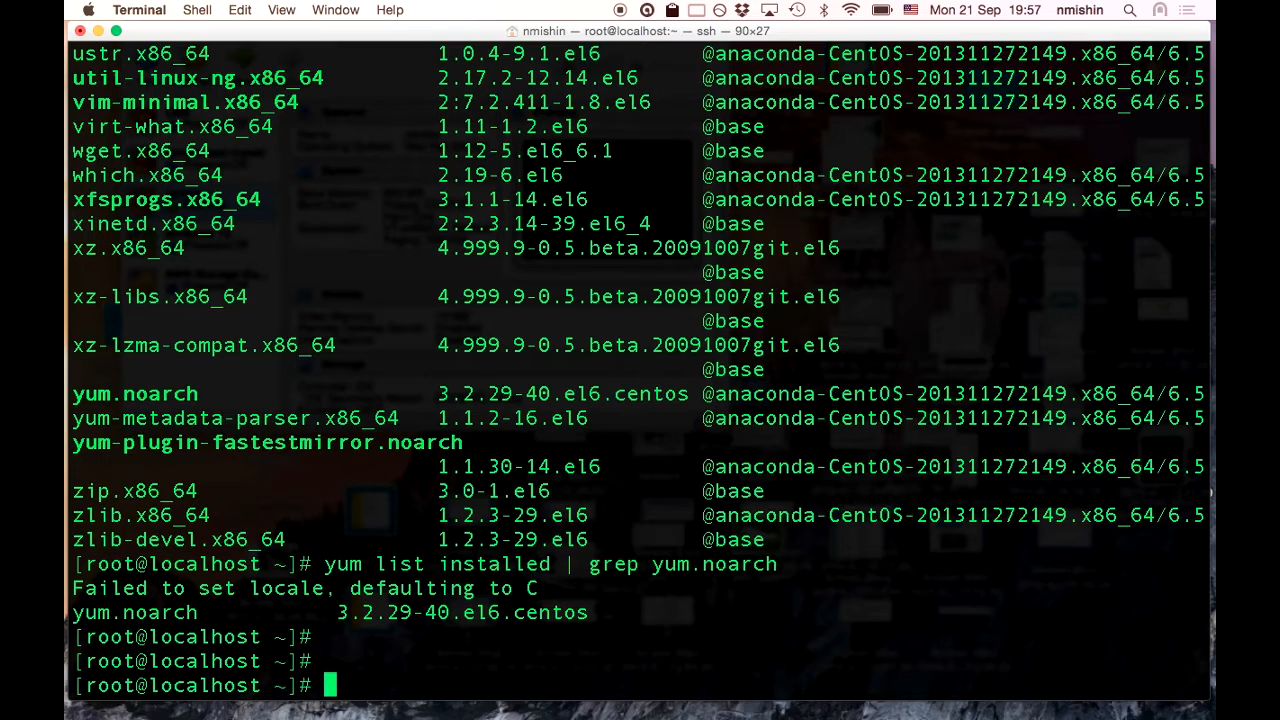 Terminal Shell Edit View Window Help Mon 21 Sep 19:57 nmishin
nmishin — root@localhost:~ — ssh — 90×27
ustr.x86_64 1.0.4-9.1.el6 @anaconda-CentOS-201311272149.x86_64/6.5
util-linux-ng.x86_64 2.17.2-12.14.el6 @anaconda-CentOS-201311272149.x86_64/6.5
vim-minimal.x86_64 2:7.2.411-1.8.el6 @anaconda-CentOS-201311272149.x86_64/6.5
virt-what.x86_64 1.11-1.2.el6 @base
wget.x86_64 1.12-5.el6_6.1 @base
which.x86_64 2.19-6.el6 @anaconda-CentOS-201311272149.x86_64/6.5
xfsprogs.x86_64 3.1.1-14.el6 @anaconda-CentOS-201311272149.x86_64/6.5
xinetd.x86_64 2:2.3.14-39.el6_4 @base
xz.x86_64 4.999.9-0.5.beta.20091007git.el6
@base
xz-libs.x86_64 4.999.9-0.5.beta.20091007git.el6
@base
xz-lzma-compat.x86_64 4.999.9-0.5.beta.20091007git.el6
@base
yum.noarch 3.2.29-40.el6.centos @anaconda-CentOS-201311272149.x86_64/6.5
yum-metadata-parser.x86_64 1.1.2-16.el6 @anaconda-CentOS-201311272149.x86_64/6.5
yum-plugin-fastestmirror.noarch
1.1.30-14.el6 @anaconda-CentOS-201311272149.x86_64/6.5
zip.x86_64 3.0-1.el6 @base
zlib.x86_64 1.2.3-29.el6 @anaconda-CentOS-201311272149.x86_64/6.5
zlib-devel.x86_64 1.2.3-29.el6 @base
[root@localhost ~]# yum list installed | grep yum.noarch
Failed to set locale, defaulting to C
yum.noarch 3.2.29-40.el6.centos
[root@localhost ~]#
[root@localhost ~]#
[root@localhost ~]#